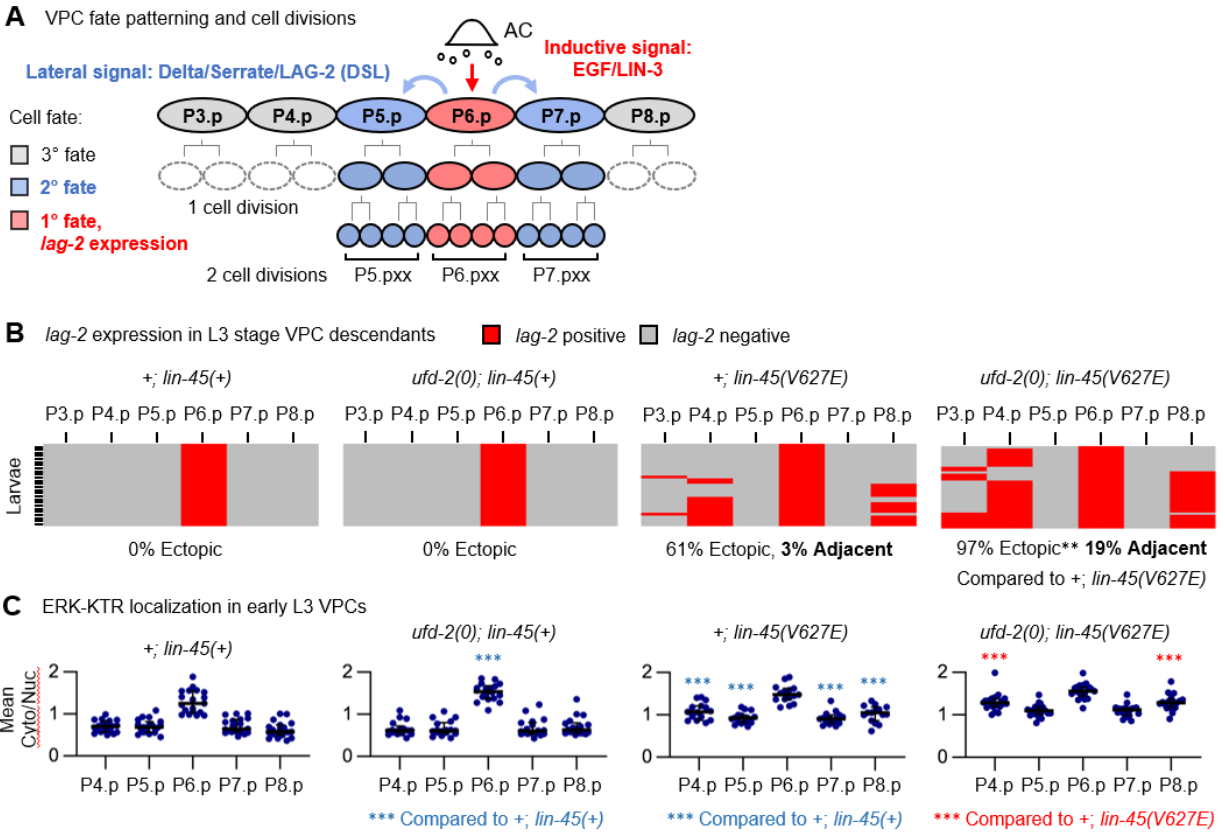 A VPC fate patterning and cell divisions
AC
Inductive signal:
EGF/LIN-3
Lateral signal: Delta/Serrate/LAG-2 (DSL)
P3.p P4.p P5.p P6.p P7.p P8.p
Cell fate:
3° fate
2° fate
1° fate,
lag-2 expression
1 cell division
2 cell divisions P5.pxx P6.pxx P7.pxx
B lag-2 expression in L3 stage VPC descendants lag-2 positive lag-2 negative
+; lin-45(+) ufd-2(0); lin-45(+) +; lin-45(V627E) ufd-2(0); lin-45(V627E)
P3.p P4.p P5.p P6.p P7.p P8.p P3.p P4.p P5.p P6.p P7.p P8.p P3.p P4.p P5.p P6.p P7.p P8.p P3.p P4.p P5.p P6.p P7.p P8.p
Larvae
0% Ectopic 0% Ectopic 61% Ectopic, 3% Adjacent 97% Ectopic** 19% Adjacent
Compared to +; lin-45(V627E)
C ERK-KTR localization in early L3 VPCs
+; lin-45(+) ufd-2(0); lin-45(+) +; lin-45(V627E) ufd-2(0); lin-45(V627E)
*** *** *** *** *** *** ***
Mean
Cyto/Nuc
2 2 2 2
1 1 1 1
0 0 0 0
P4.p P5.p P6.p P7.p P8.p P4.p P5.p P6.p P7.p P8.p P4.p P5.p P6.p P7.p P8.p P4.p P5.p P6.p P7.p P8.p
*** Compared to +; lin-45(+) *** Compared to +; lin-45(+) *** Compared to +; lin-45(V627E)